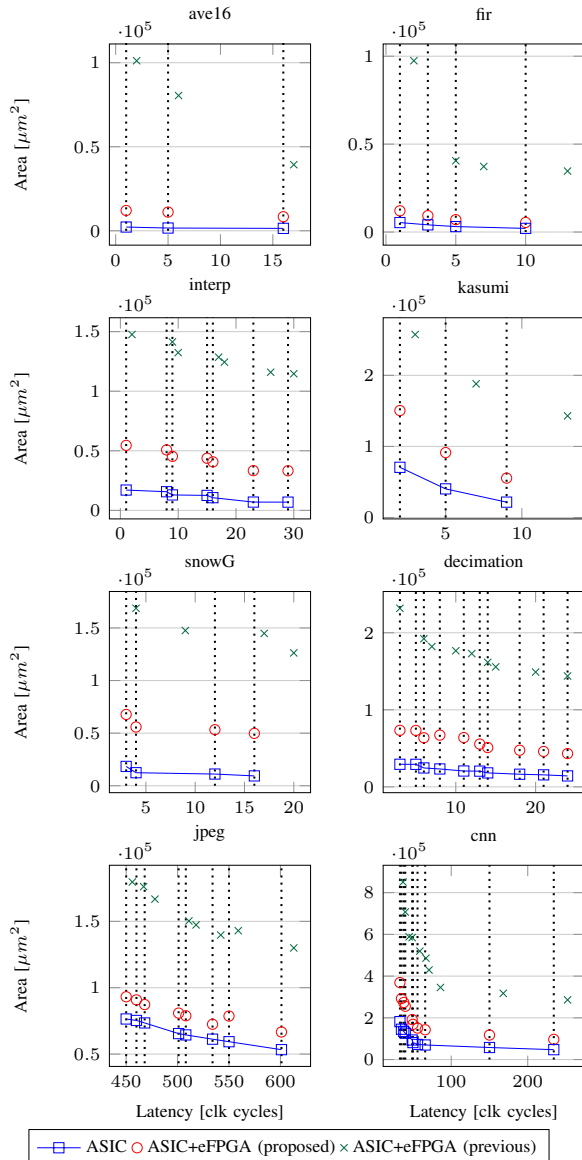 ave16 fir
·10^5 ·10^5
1 1
0.5 0.5
0 0
Area [μm^2]
0 5 10 15 0 5 10
interp kasumi
·10^5 ·10^5
1.5
1 2
0.5 1
0 0
Area [μm^2]
0 10 20 30 5 10
snowG decimation
·10^5 ·10^5
1.5 2
1 1
0.5
0 0
Area [μm^2]
5 10 15 20 10 20
jpeg cnn
·10^5 ·10^5
8
1.5 6
1 4
2
0.5 0
Area [μm^2]
450 500 550 600 100 200
Latency [clk cycles] Latency [clk cycles]
ASIC ASIC+eFPGA (proposed) ASIC+eFPGA (previous)